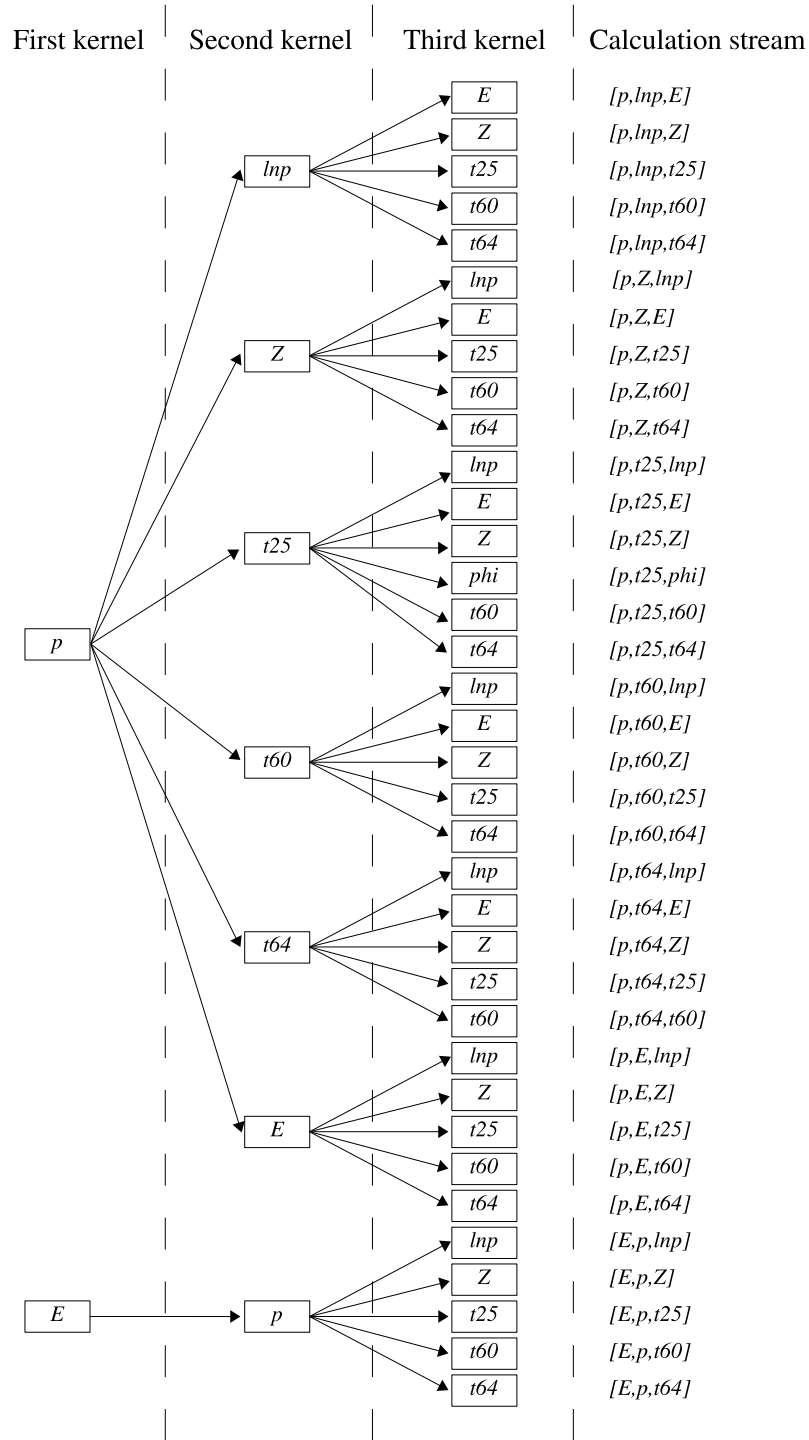 First kernel Second kernel Third kernel Calculation stream
E [p,lnp,E]
Z [p,lnp,Z]
lnp t25 [p,lnp,t25]
t60 [p,lnp,t60]
t64 [p,lnp,t64]
lnp [p,Z,lnp]
E [p,Z,E]
Z t25 [p,Z,t25]
t60 [p,Z,t60]
t64 [p,Z,t64]
lnp [p,t25,lnp]
E [p,t25,E]
t25 Z [p,t25,Z]
phi [p,t25,phi]
t60 [p,t25,t60]
p t64 [p,t25,t64]
lnp [p,t60,lnp]
E [p,t60,E]
t60 Z [p,t60,Z]
t25 [p,t60,t25]
t64 [p,t60,t64]
lnp [p,t64,lnp]
E [p,t64,E]
t64 Z [p,t64,Z]
t25 [p,t64,t25]
t60 [p,t64,t60]
lnp [p,E,lnp]
Z [p,E,Z]
E t25 [p,E,t25]
t60 [p,E,t60]
t64 [p,E,t64]
lnp [E,p,lnp]
Z [E,p,Z]
E p t25 [E,p,t25]
t60 [E,p,t60]
t64 [E,p,t64]